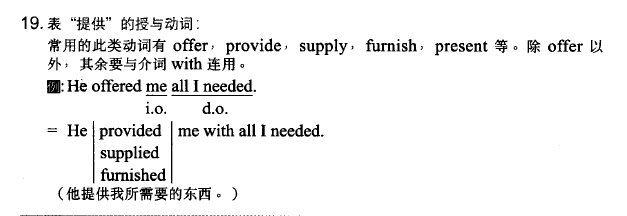 19. 表“提供”的授与动词：
常用的此类动词有 offer，provide，supply，furnish，present 等。除 offer 以
外，其余要与介词 with 连用。
例: He offered me all I needed.
i.o. d.o.
= He provided me with all I needed.
supplied
furnished
（他提供我所需要的东西。）